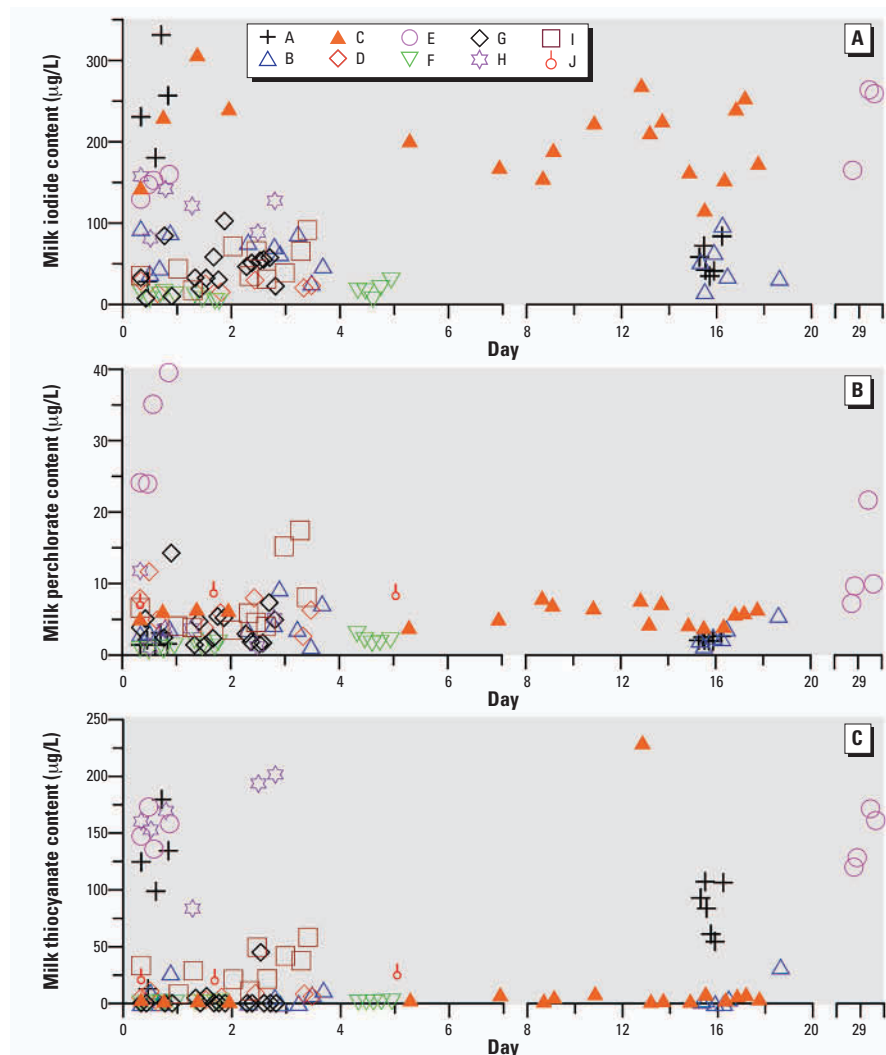 A
A C E G I
B D F H J
Milk iodide content (µg/L)
300
200
100
0
0 2 4 6 8 12 16 20 29
Day
B
Milk perchlorate content (µg/L)
40
30
20
10
0
0 2 4 6 8 12 16 20 29
Day
C
Milk thiocyanate content (µg/L)
250
200
150
100
50
0
0 2 4 6 8 12 16 20 29
Day